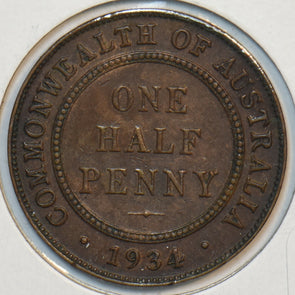 COMMONWEALTH OF AUSTRALIA
ONE
HALF
PENNY
· 1934 ·